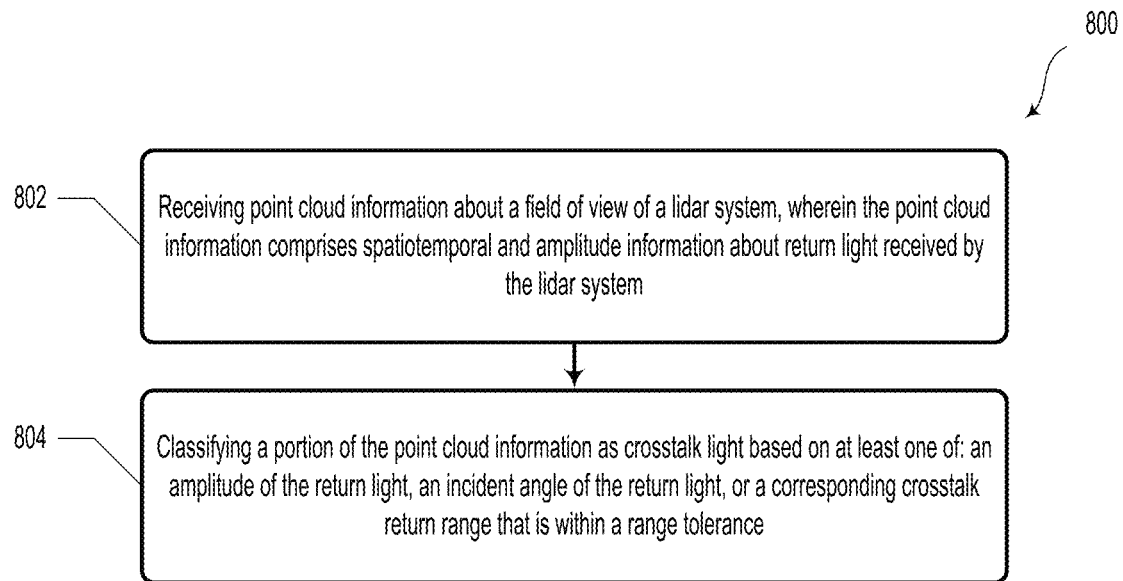 800
802
Receiving point cloud information about a field of view of a lidar system, wherein the point cloud
information comprises spatiotemporal and amplitude information about return light received by
the lidar system
804
Classifying a portion of the point cloud information as crosstalk light based on at least one of: an
amplitude of the return light, an incident angle of the return light, or a corresponding crosstalk
return range that is within a range tolerance